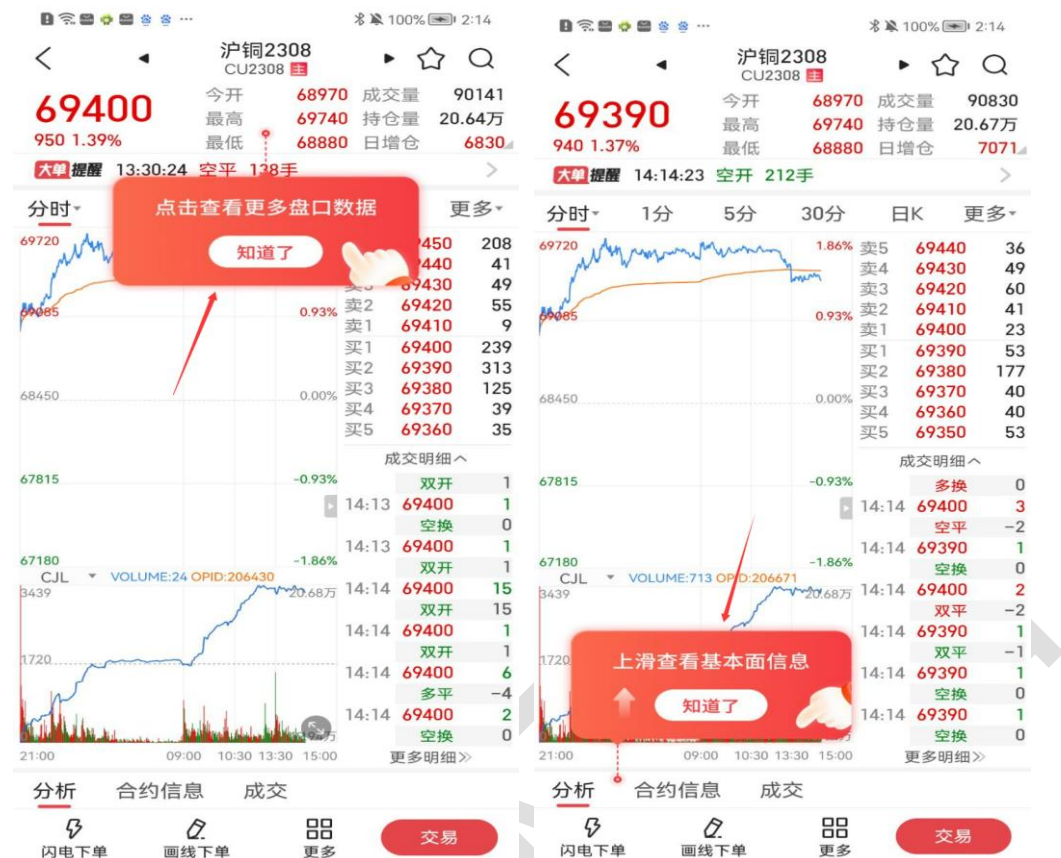 100% 2:14
沪铜2308
CU2308 主
69400
950 1.39%
今开 68970 成交量 90141
最高 69740 持仓量 20.64万
最低 68880 日增仓 6830
大单提醒 13:30:24 空平 138手
点击查看更多盘口数据
知道了
分时 更多
69720
69085 0.93%
68450 0.00%
67815 -0.93%
67180 -1.86%
450 208
440 41
69430 49
卖2 69420 55
卖1 69410 9
买1 69400 239
买2 69390 313
买3 69380 125
买4 69370 39
买5 69360 35
成交明细
双开 1
14:13 69400 1
空换 0
14:13 69400 1
双开 1
14:14 69400 15
双开 15
14:14 69400 1
双开 1
14:14 69400 6
多平 -4
14:14 69400 2
空换 0
更多明细
CJL VOLUME:24 OPID:206430
3439 20.68万
1720
21:00 09:00 10:30 13:30 15:00
分析 合约信息 成交
闪电下单 画线下单 更多 交易
100% 2:14
沪铜2308
CU2308 主
69390
940 1.37%
今开 68970 成交量 90830
最高 69740 持仓量 20.67万
最低 68880 日增仓 7071
大单提醒 14:14:23 空开 212手
分时 1分 5分 30分 日K 更多
69720 1.86%
69085 0.93%
68450 0.00%
67815 -0.93%
67180 -1.86%
卖5 69440 36
卖4 69430 49
卖3 69420 60
卖2 69410 41
卖1 69400 23
买1 69390 53
买2 69380 177
买3 69370 40
买4 69360 40
买5 69350 53
成交明细
多换 0
14:14 69400 3
空平 -2
14:14 69390 1
空换 0
14:14 69400 2
双平 -2
14:14 69390 1
双平 -1
14:14 69390 1
空换 0
14:14 69390 1
空换 0
更多明细
CJL VOLUME:713 OPID:206671
3439 20.68万
1720
上滑查看基本面信息
知道了
21:00 09:00 10:30 13:30 15:00
分析 合约信息 成交
闪电下单 画线下单 更多 交易